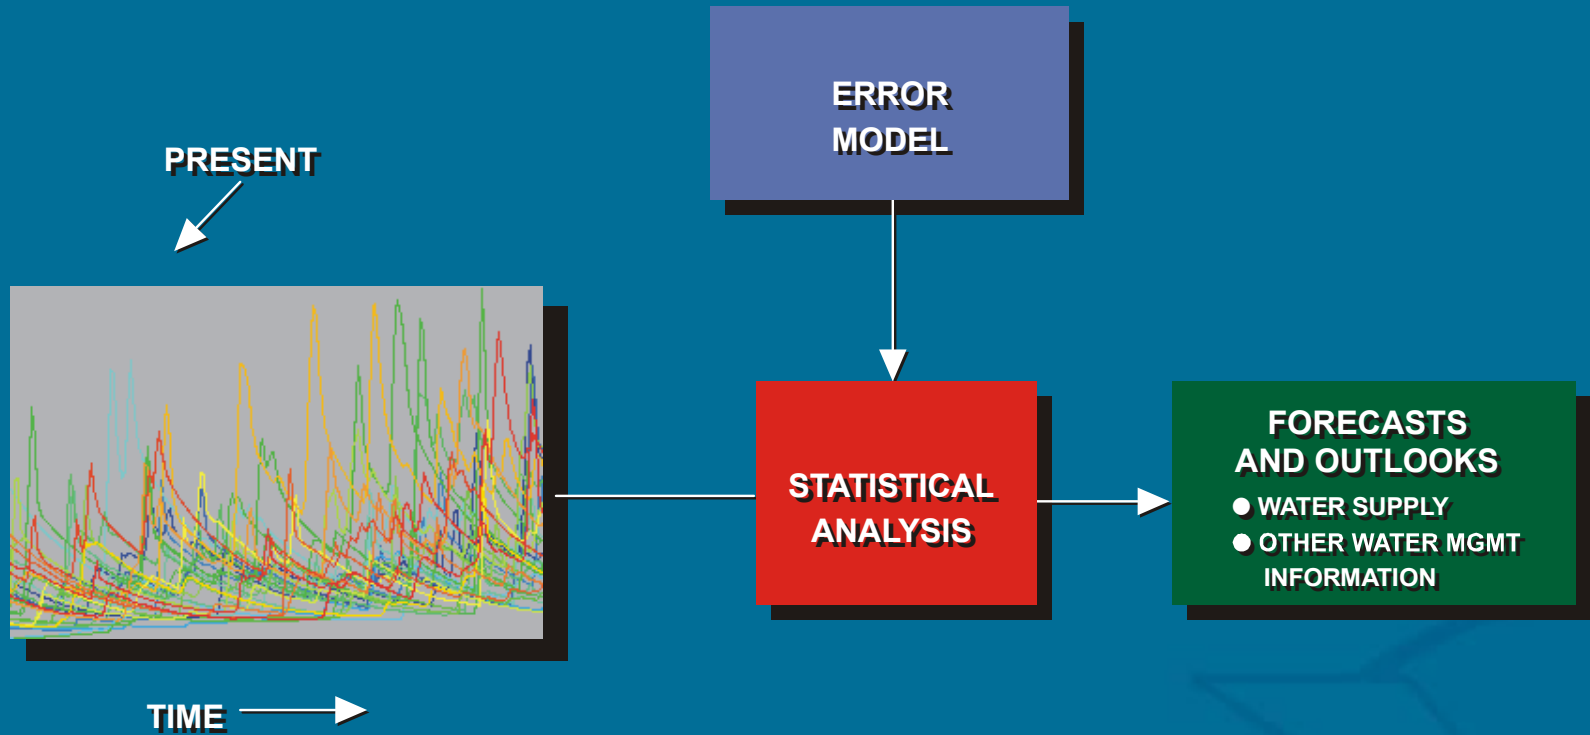 PRESENT
TIME
ERROR
MODEL
STATISTICAL
ANALYSIS
FORECASTS
AND OUTLOOKS
● WATER SUPPLY
● OTHER WATER MGMT
INFORMATION